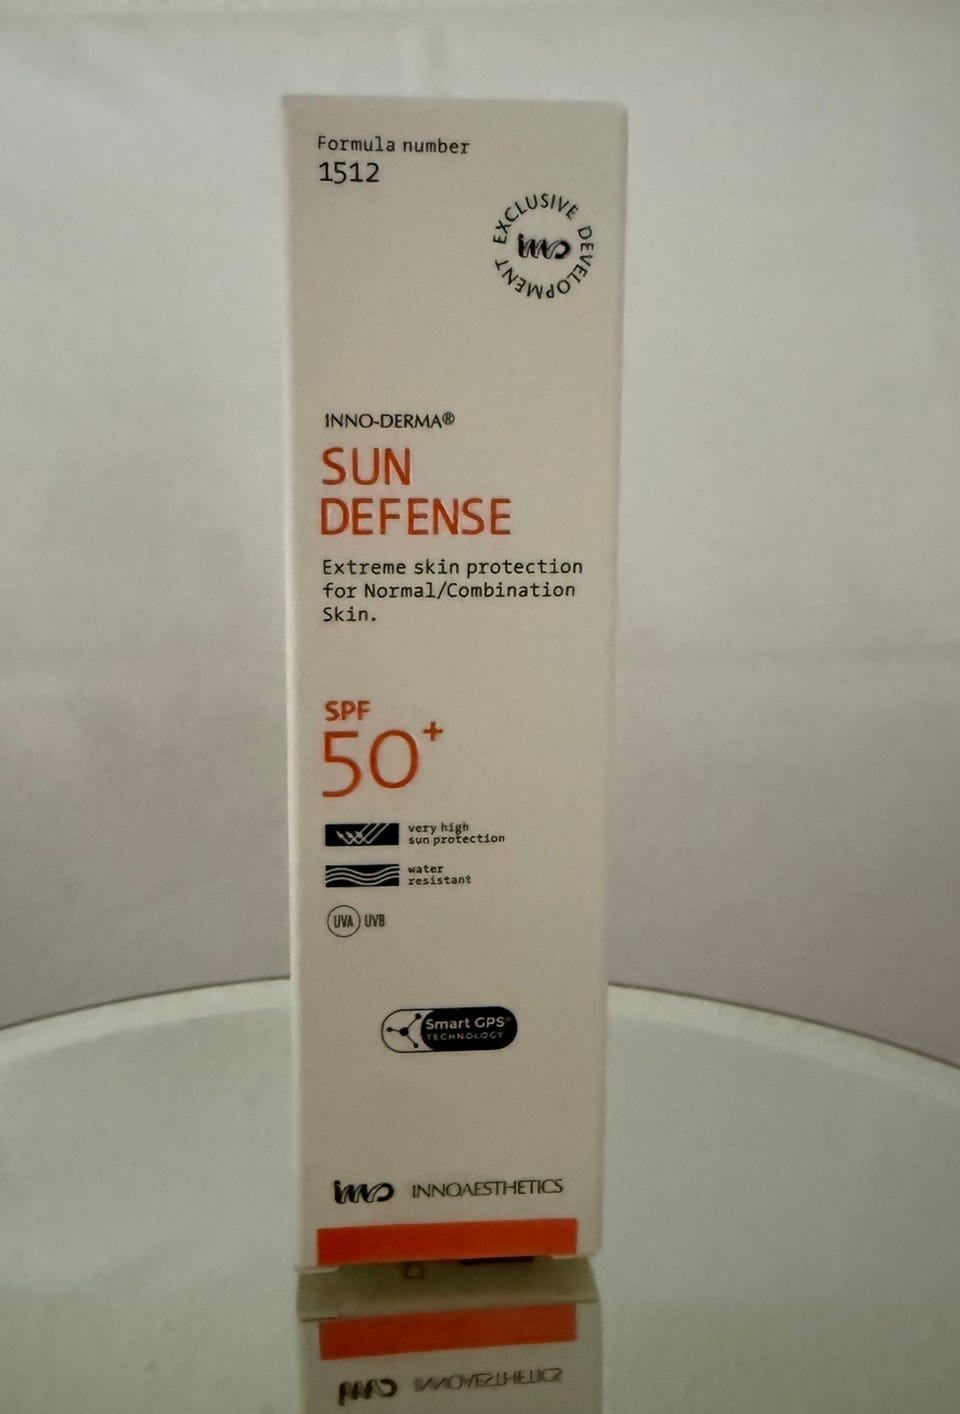 Formula number
1512
EXCLUSIVE DEVELOPMENT
inno
INNO-DERMA®
SUN
DEFENSE
Extreme skin protection
for Normal/Combination
Skin.
SPF
50+
very high
sun protection
water
resistant
UVA UVB
Smart GPS®
TECHNOLOGY
inno INNOAESTHETICS